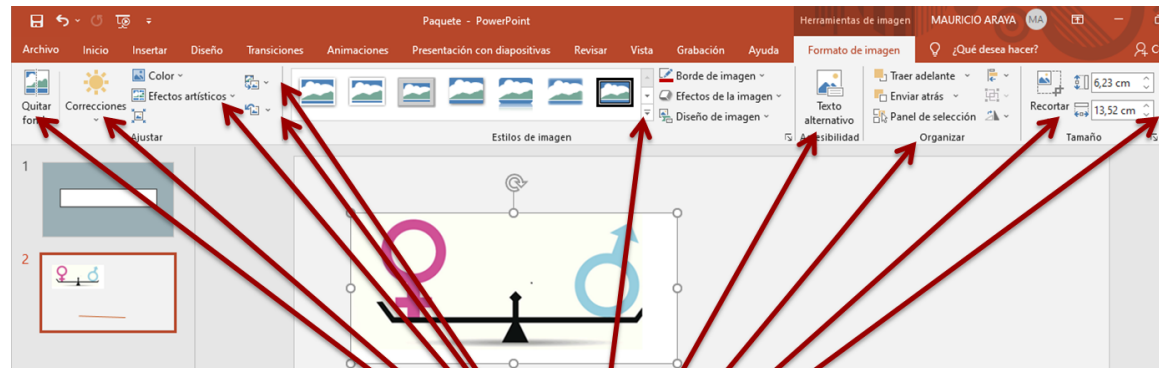 Paquete - PowerPoint
Herramientas de imagen
MAURICIO ARAYA MA
Archivo Inicio Insertar Diseño Transiciones Animaciones Presentación con diapositivas Revisar Vista Grabación Ayuda Formato de imagen ¿Qué desea hacer?
Quitar
Correcciones
Color
Efectos artísticos
Ajustar
Estilos de imagen
Borde de imagen
Efectos de la imagen
Diseño de imagen
Texto
alternativo
Traer adelante
Enviar atrás
Panel de selección
Organizar
Recortar
6,23 cm
13,52 cm
Tamaño
1
2